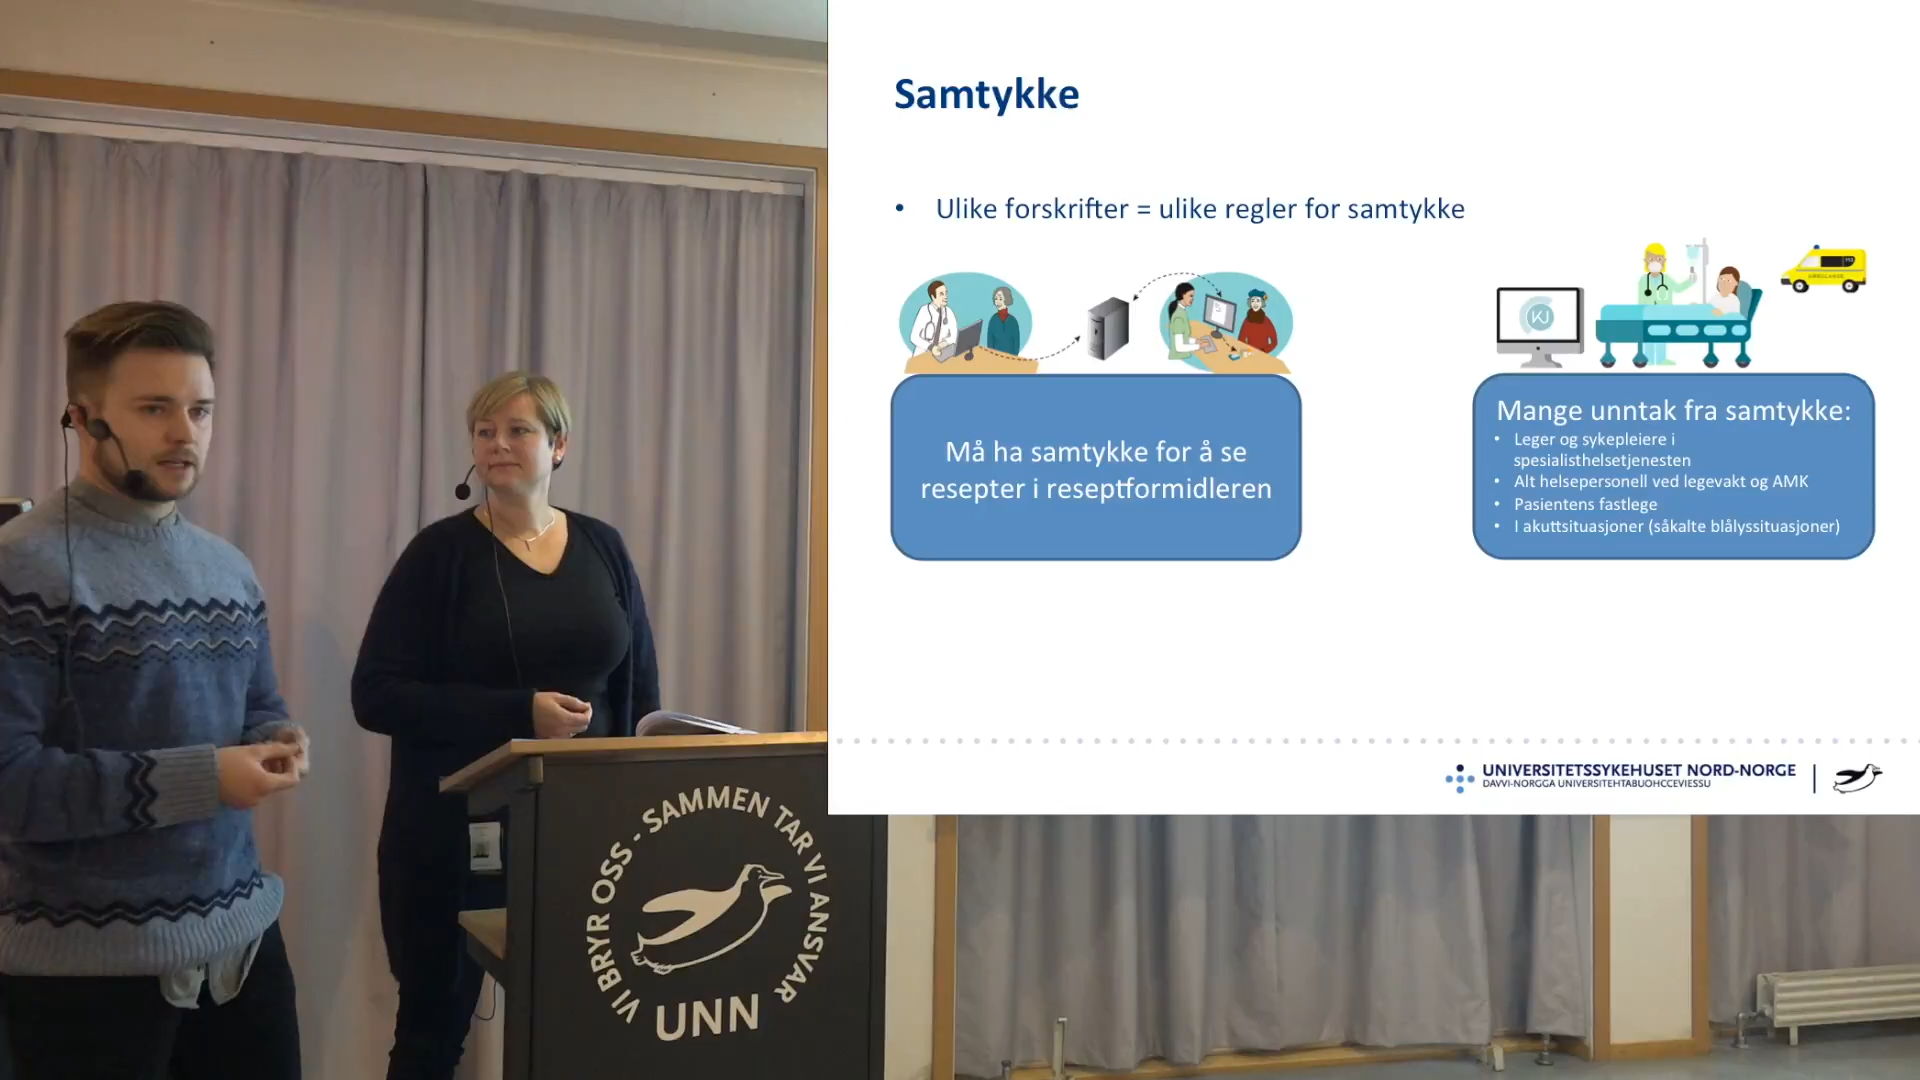 Samtykke
• Ulike forskrifter = ulike regler for samtykke
KJ
Må ha samtykke for å se
resepter i reseptformidleren
Mange unntak fra samtykke:
• Leger og sykepleiere i
spesialisthelsetjenesten
• Alt helsepersonell ved legevakt og AMK
• Pasientens fastlege
• I akuttsituasjoner (såkalte blålyssituasjoner)
UNIVERSITETSSYKEHUSET NORD-NORGE
DAVVI-NORGGA UNIVERSITEHTABUOHCCEVIESSU
VI BRYR OSS - SAMMEN TAR VI ANSVAR
UNN